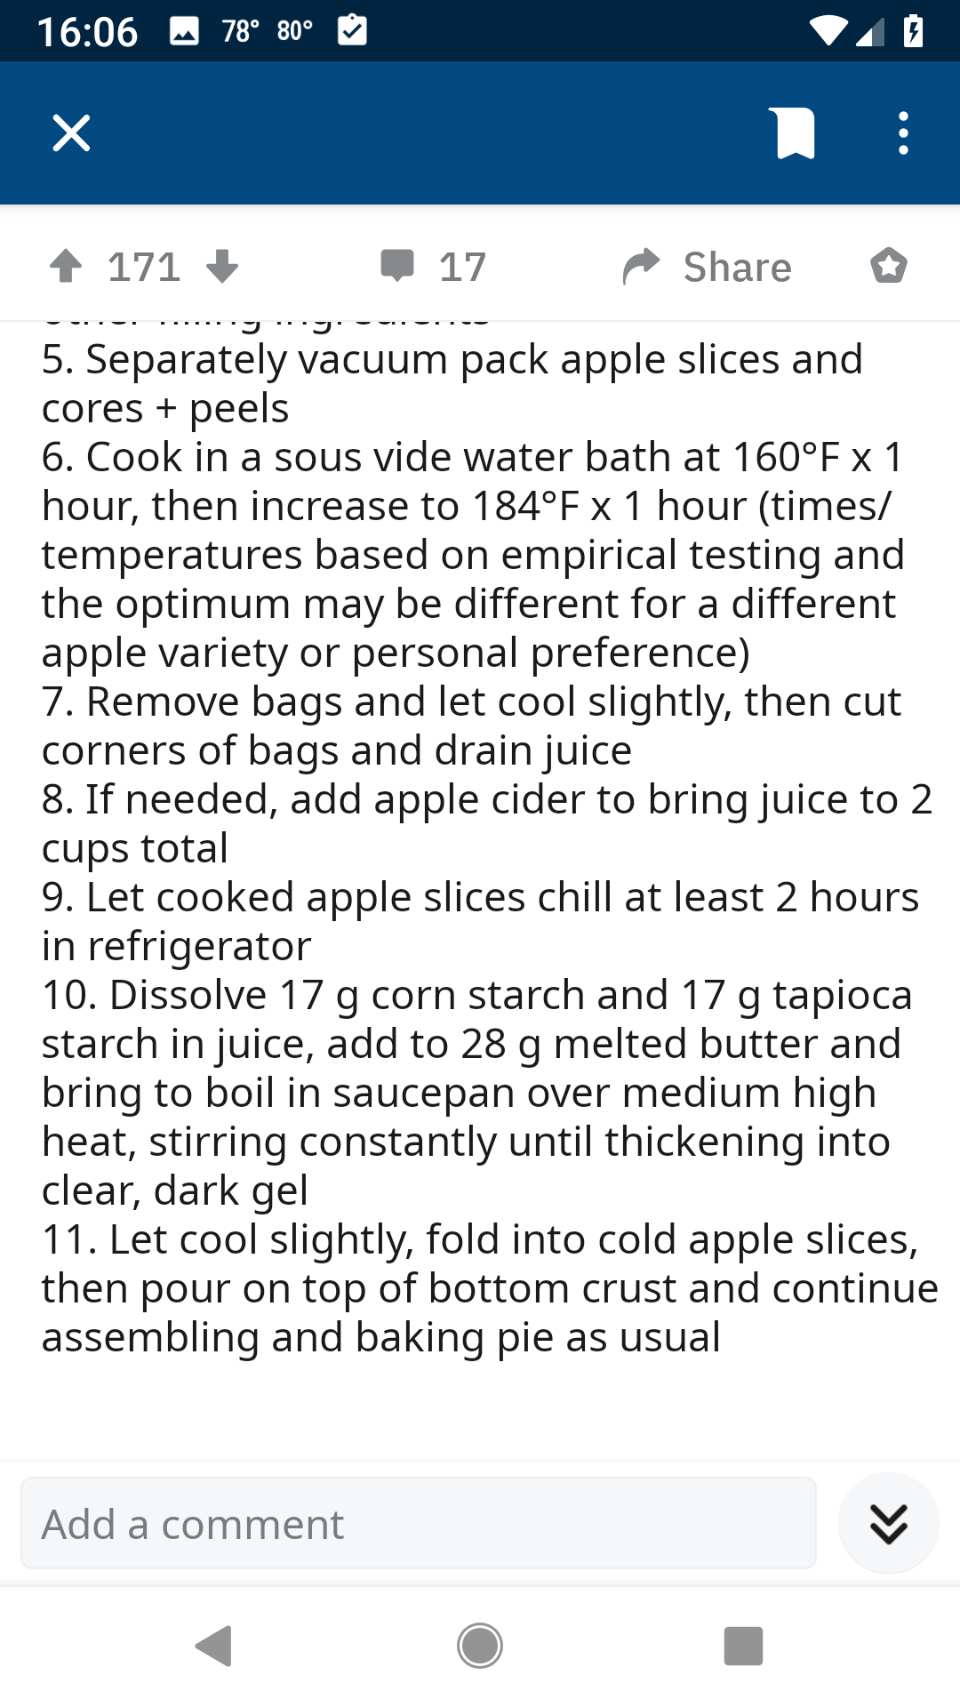 16:06 78° 80°
171 17 Share
other filling ingredients
5. Separately vacuum pack apple slices and
cores + peels
6. Cook in a sous vide water bath at 160°F x 1
hour, then increase to 184°F x 1 hour (times/
temperatures based on empirical testing and
the optimum may be different for a different
apple variety or personal preference)
7. Remove bags and let cool slightly, then cut
corners of bags and drain juice
8. If needed, add apple cider to bring juice to 2
cups total
9. Let cooked apple slices chill at least 2 hours
in refrigerator
10. Dissolve 17 g corn starch and 17 g tapioca
starch in juice, add to 28 g melted butter and
bring to boil in saucepan over medium high
heat, stirring constantly until thickening into
clear, dark gel
11. Let cool slightly, fold into cold apple slices,
then pour on top of bottom crust and continue
assembling and baking pie as usual
Add a comment